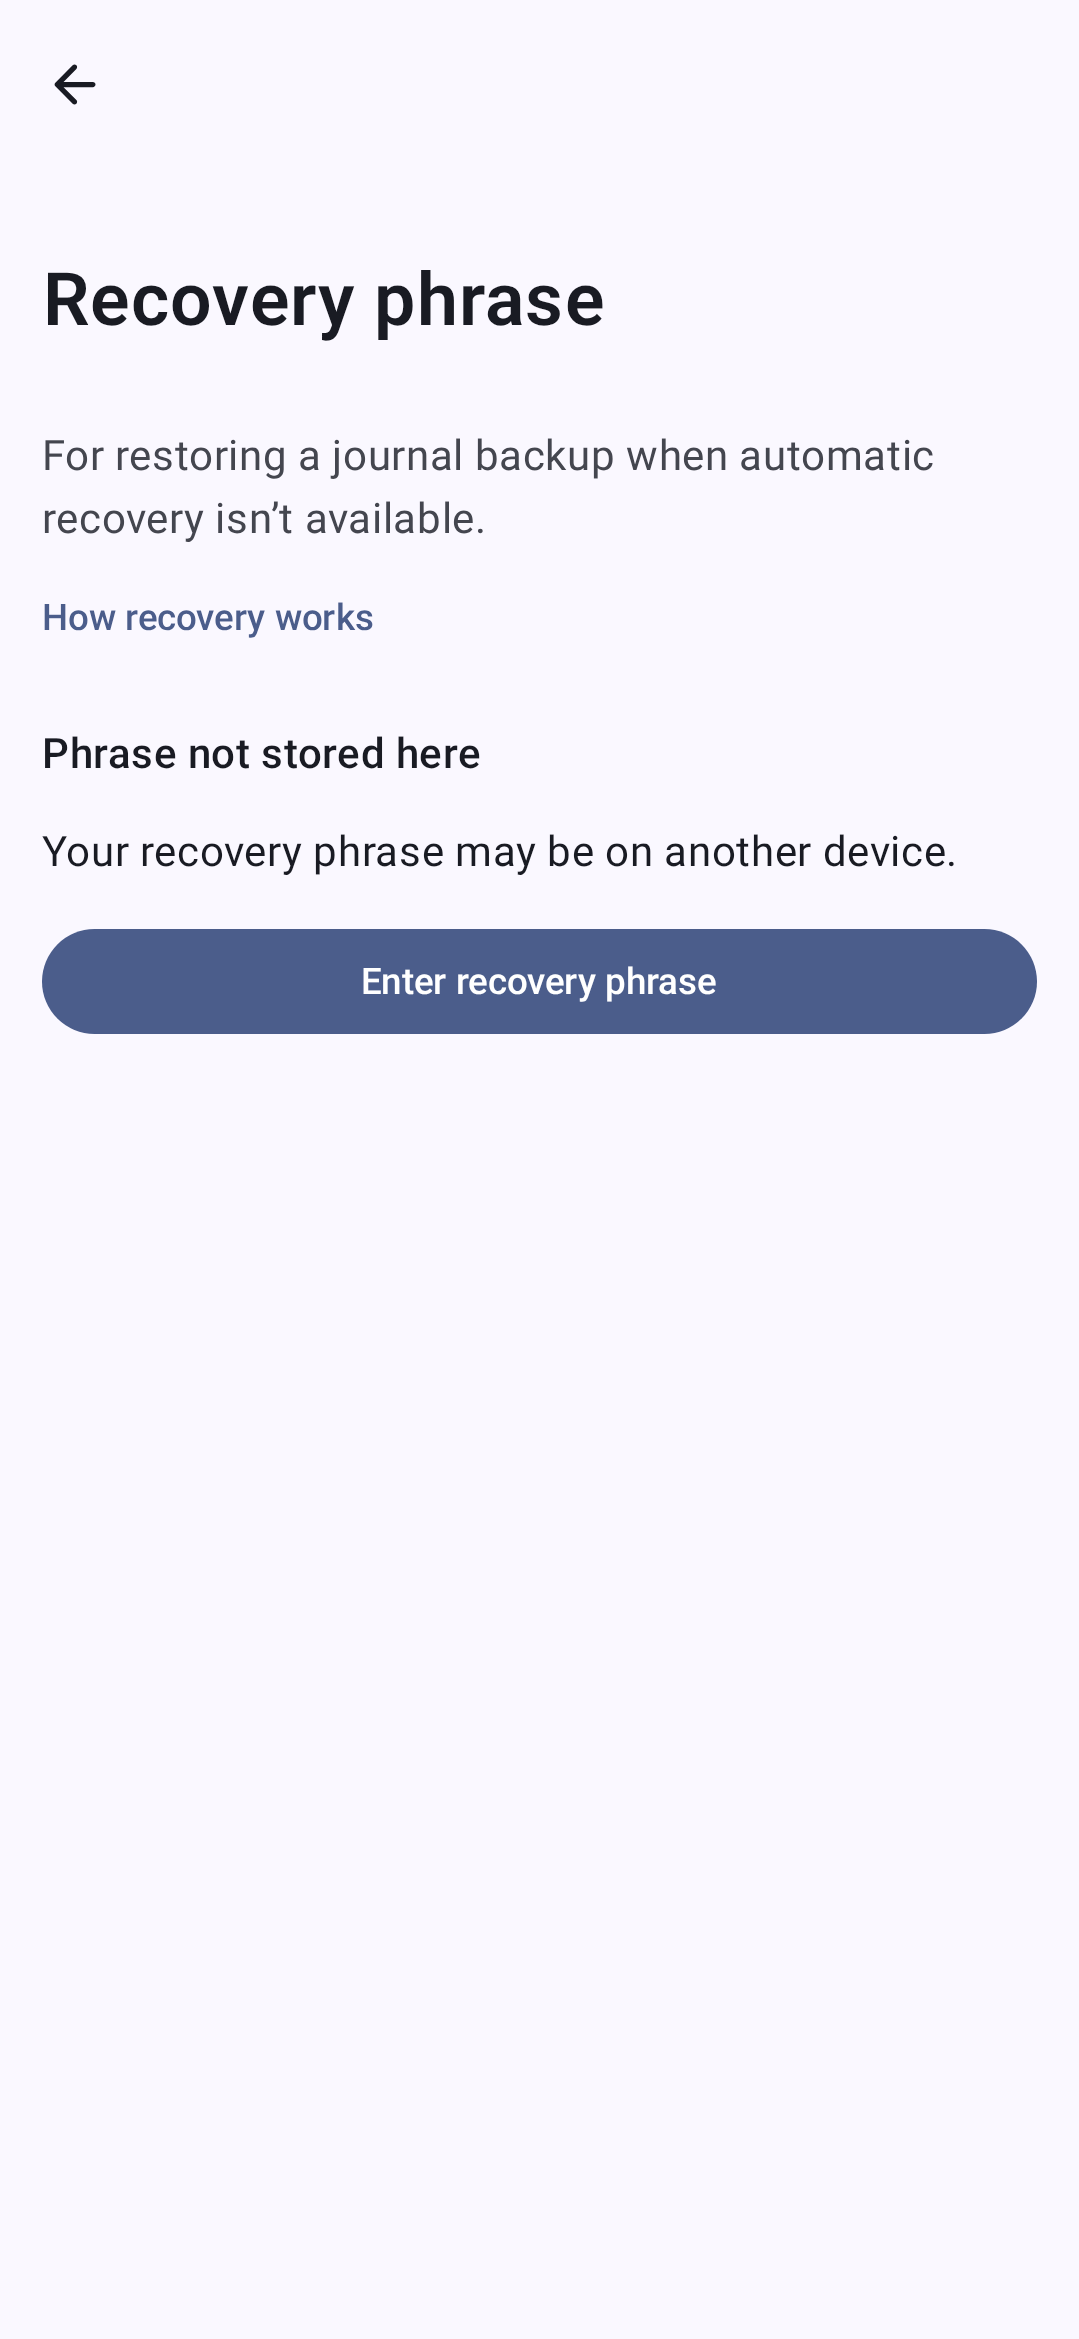 Recovery phrase
For restoring a journal backup when automatic
recovery isn’t available.
How recovery works
Phrase not stored here
Your recovery phrase may be on another device.
Enter recovery phrase